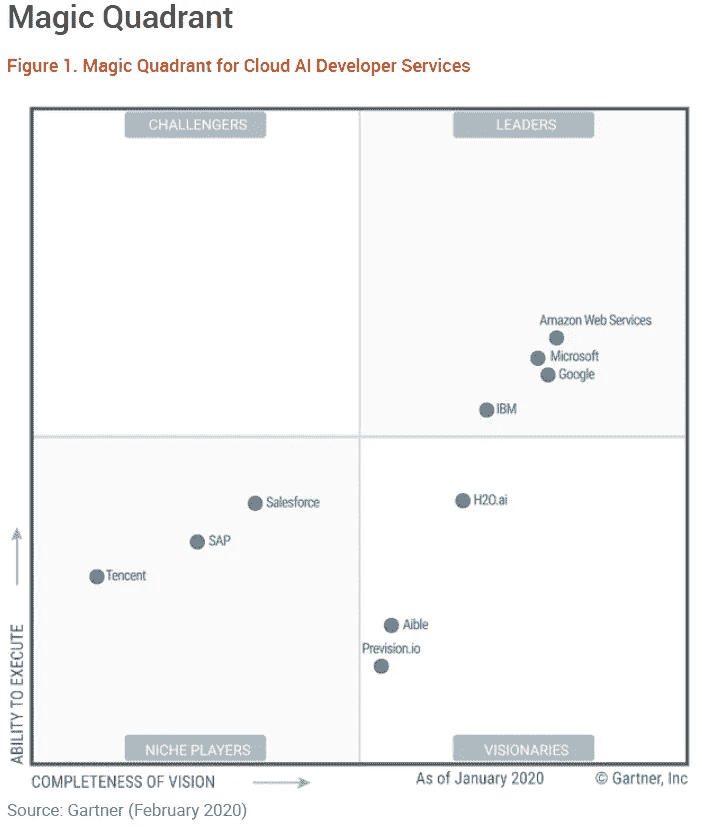 Magic Quadrant
Figure 1. Magic Quadrant for Cloud AI Developer Services
CHALLENGERS
LEADERS
Amazon Web Services
Microsoft
Google
IBM
Salesforce
H2O.ai
SAP
Tencent
Aible
Prevision.io
ABILITY TO EXECUTE
NICHE PLAYERS
VISIONARIES
COMPLETENESS OF VISION
As of January 2020
© Gartner, Inc
Source: Gartner (February 2020)